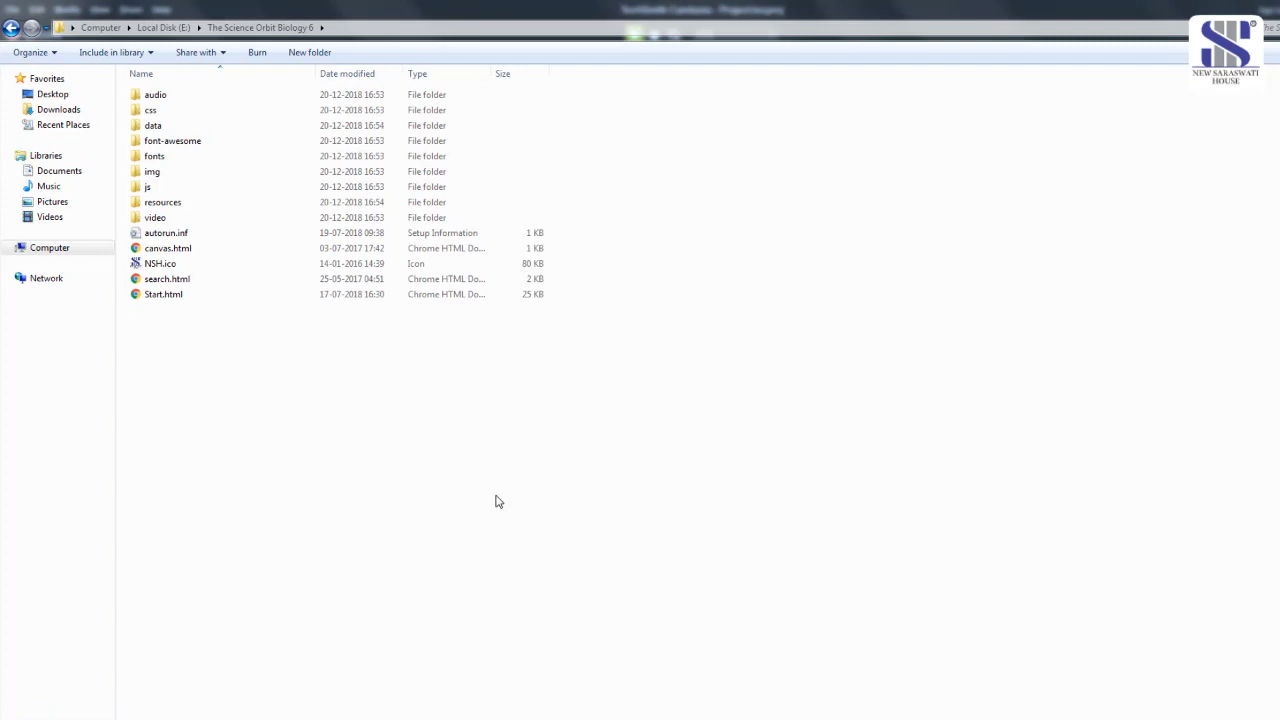 Computer Local Disk (E:) The Science Orbit Biology 6
Organize Include in library Share with Burn New folder
NEW SARASWATI
HOUSE
Name Date modified Type Size
Favorites
Desktop
Downloads
Recent Places
Libraries
Documents
Music
Pictures
Videos
Computer
Network
audio 20-12-2018 16:53 File folder
css 20-12-2018 16:53 File folder
data 20-12-2018 16:54 File folder
font-awesome 20-12-2018 16:53 File folder
fonts 20-12-2018 16:53 File folder
img 20-12-2018 16:53 File folder
js 20-12-2018 16:53 File folder
resources 20-12-2018 16:54 File folder
video 20-12-2018 16:53 File folder
autorun.inf 19-07-2018 09:38 Setup Information 1 KB
canvas.html 03-07-2017 17:42 Chrome HTML Do... 1 KB
NSH.ico 14-01-2016 14:39 Icon 80 KB
search.html 25-05-2017 04:51 Chrome HTML Do... 2 KB
Start.html 17-07-2018 16:30 Chrome HTML Do... 25 KB